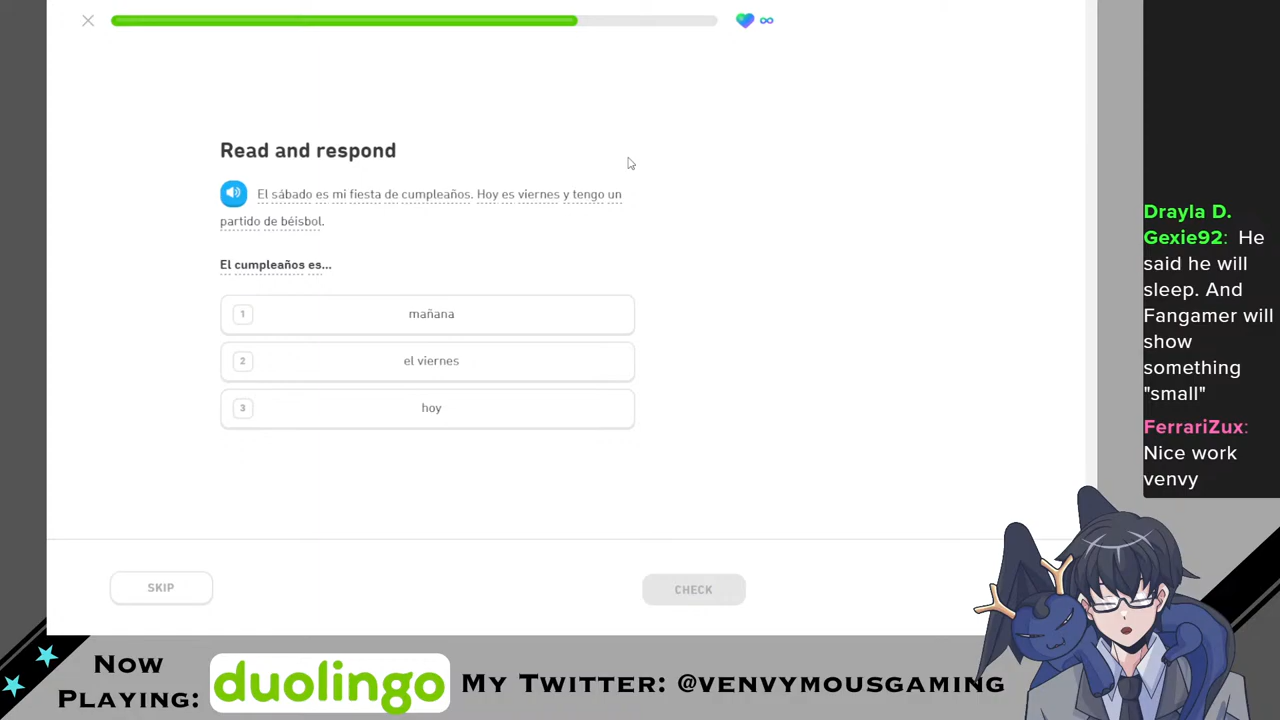 Read and respond
El sábado es mi fiesta de cumpleaños. Hoy es viernes y tengo un
partido de béisbol.
El cumpleaños es...
1 mañana
2 el viernes
3 hoy
SKIP
CHECK
Drayla D.
Gexie92: He
said he will
sleep. And
Fangamer will
show
something
"small"
FerrariZux:
Nice work
venvy
Now
Playing:
duolingo
My Twitter: @venvymousgaming